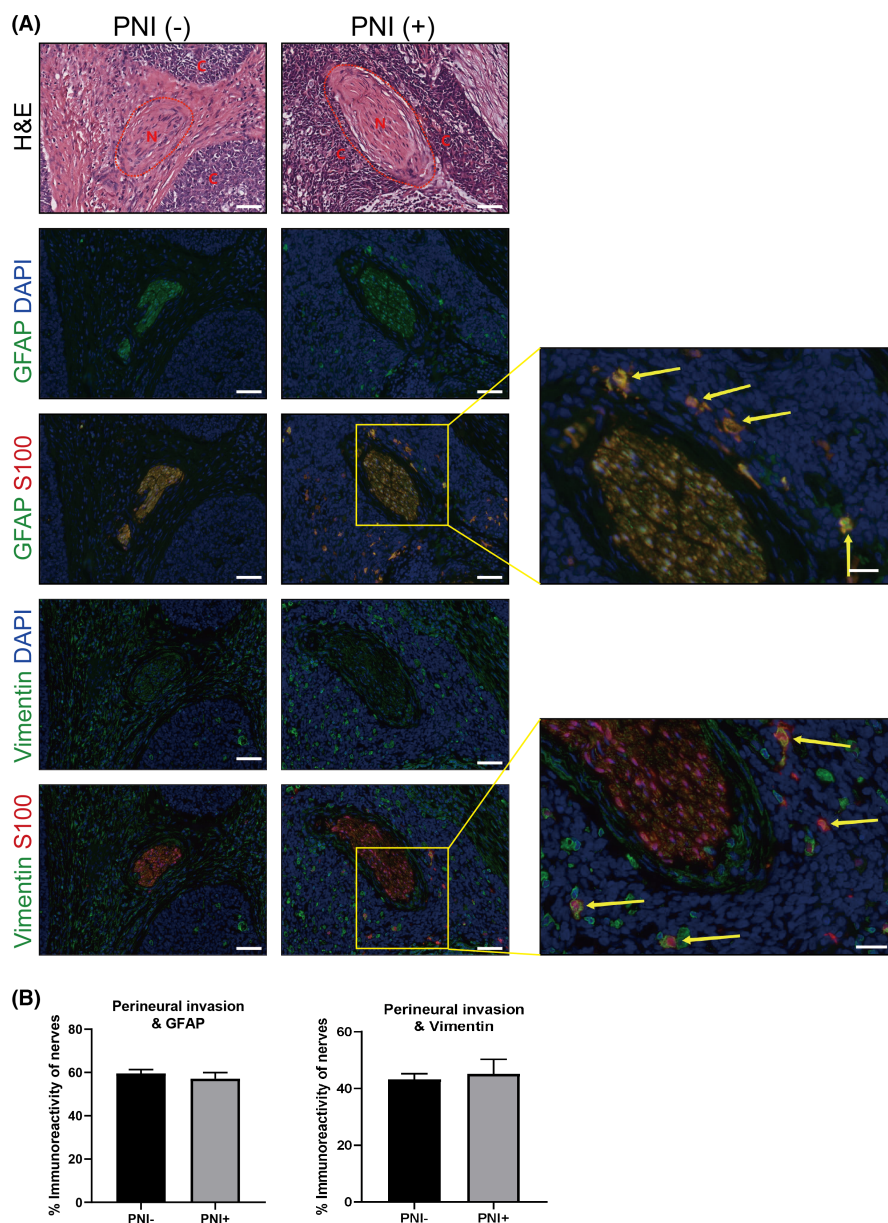 (A)
PNI (-)
PNI (+)
H&E
C
N
C
N
C
C
GFAP DAPI
GFAP S100
Vimentin DAPI
Vimentin S100
(B)
Perineural invasion
& GFAP
% Immunoreactivity of nerves
80
60
40
20
0
PNI-
PNI+
Perineural invasion
& Vimentin
% Immunoreactivity of nerves
60
40
20
0
PNI-
PNI+